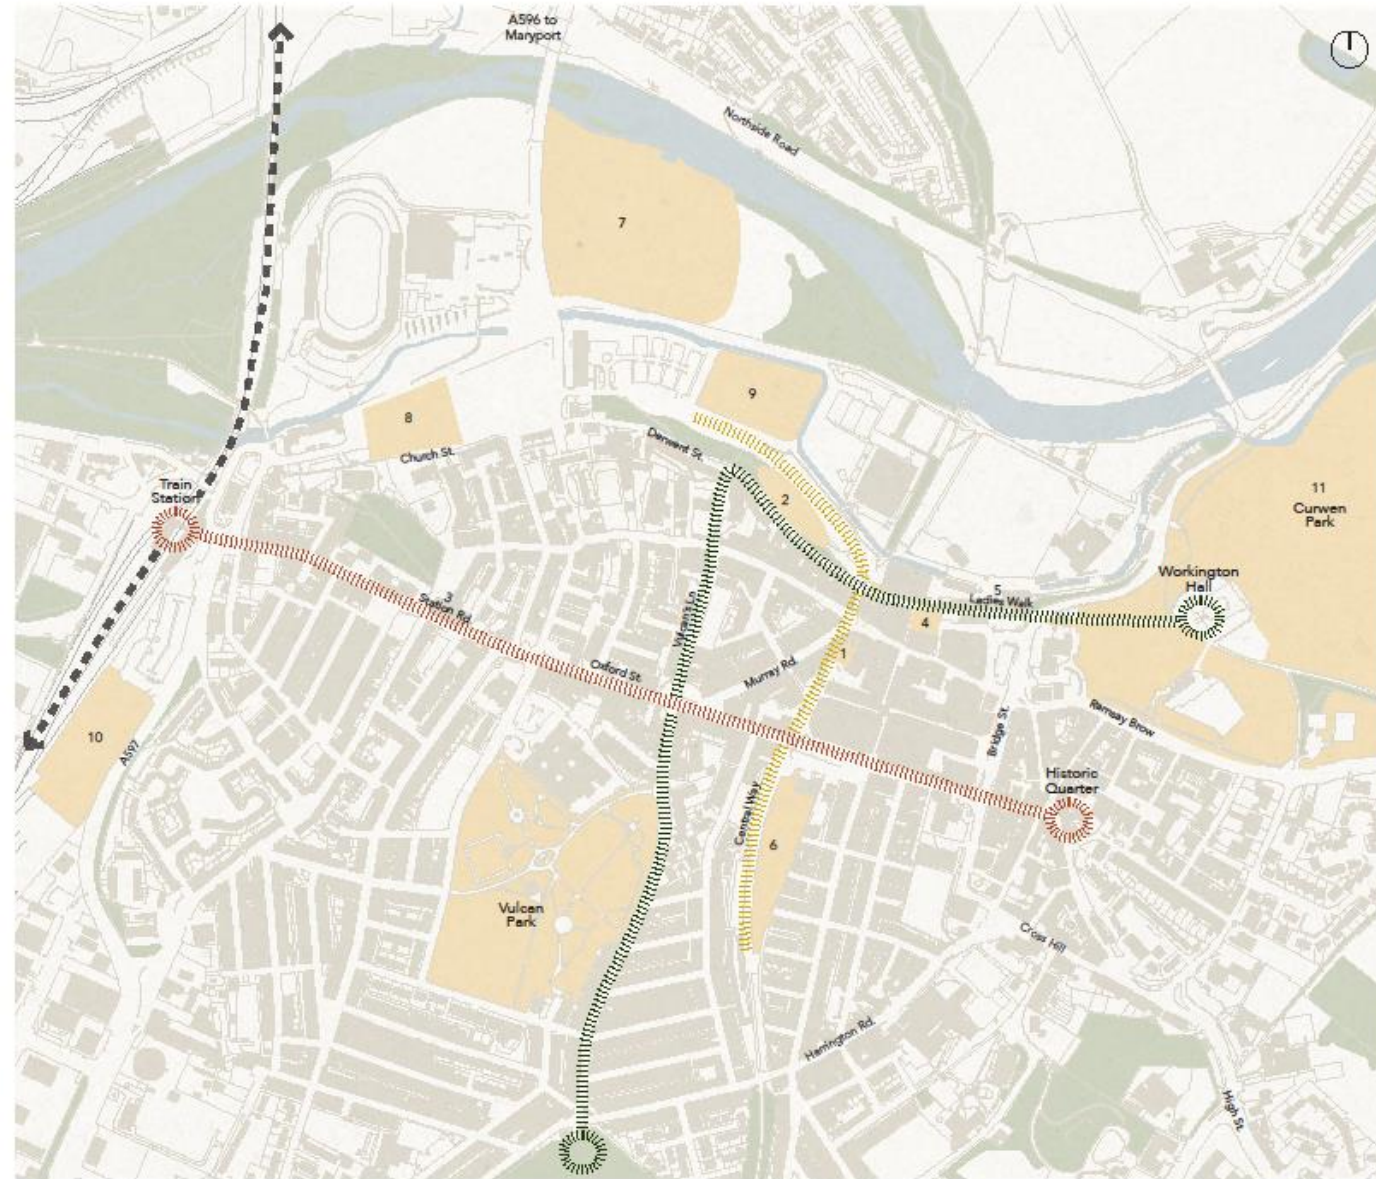 A596 to
Maryport
Northside Road
7
9
8
Derwent St.
Church St.
Train
Station
2
11
Curwen
Park
Workington
Hall
5
Ladies Walk
3
Station Rd.
Vulcan's Ln
4
1
Oxford St.
Murray Rd.
Ramsay Brow
Bridge St.
10
A597
Historic
Quarter
Central Way
6
Vulcan
Park
Cross Hill
Harrington Rd.
High St.